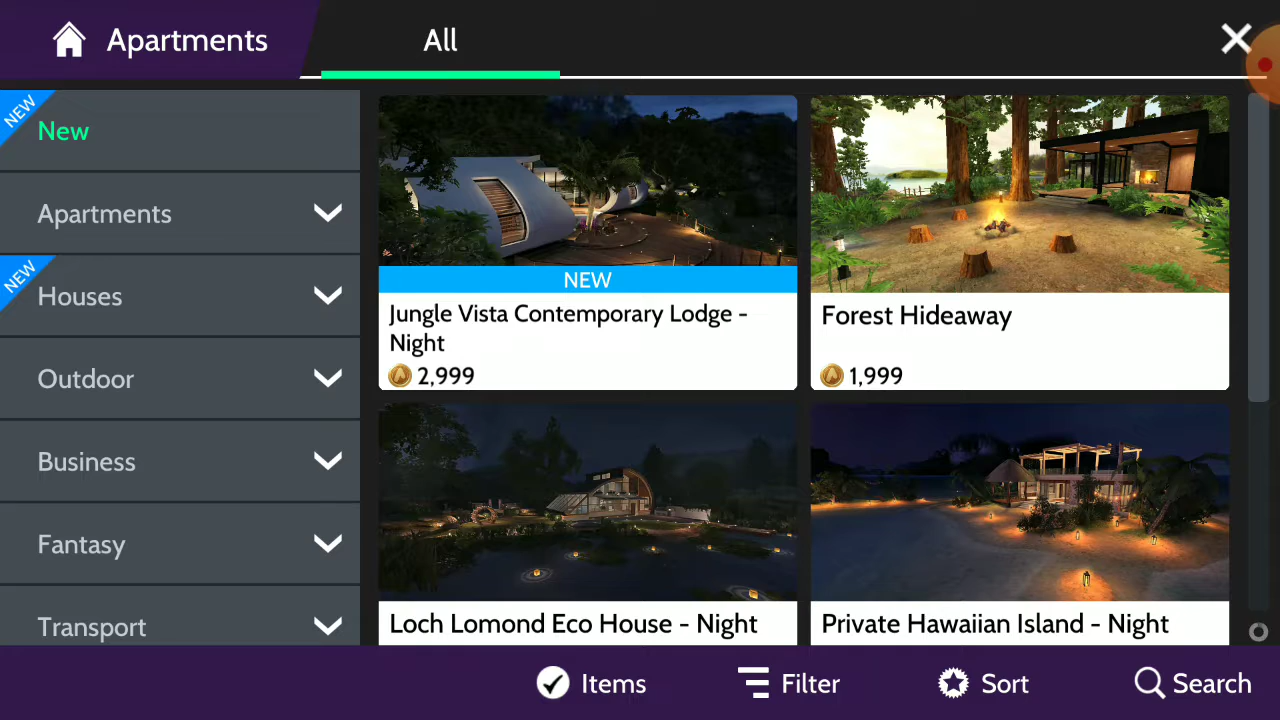 Apartments
All
NEW
New
Apartments
NEW
Houses
Outdoor
Business
Fantasy
Transport
NEW
Jungle Vista Contemporary Lodge -
Night
2,999
Forest Hideaway
1,999
Loch Lomond Eco House - Night
Private Hawaiian Island - Night
Items
Filter
Sort
Search